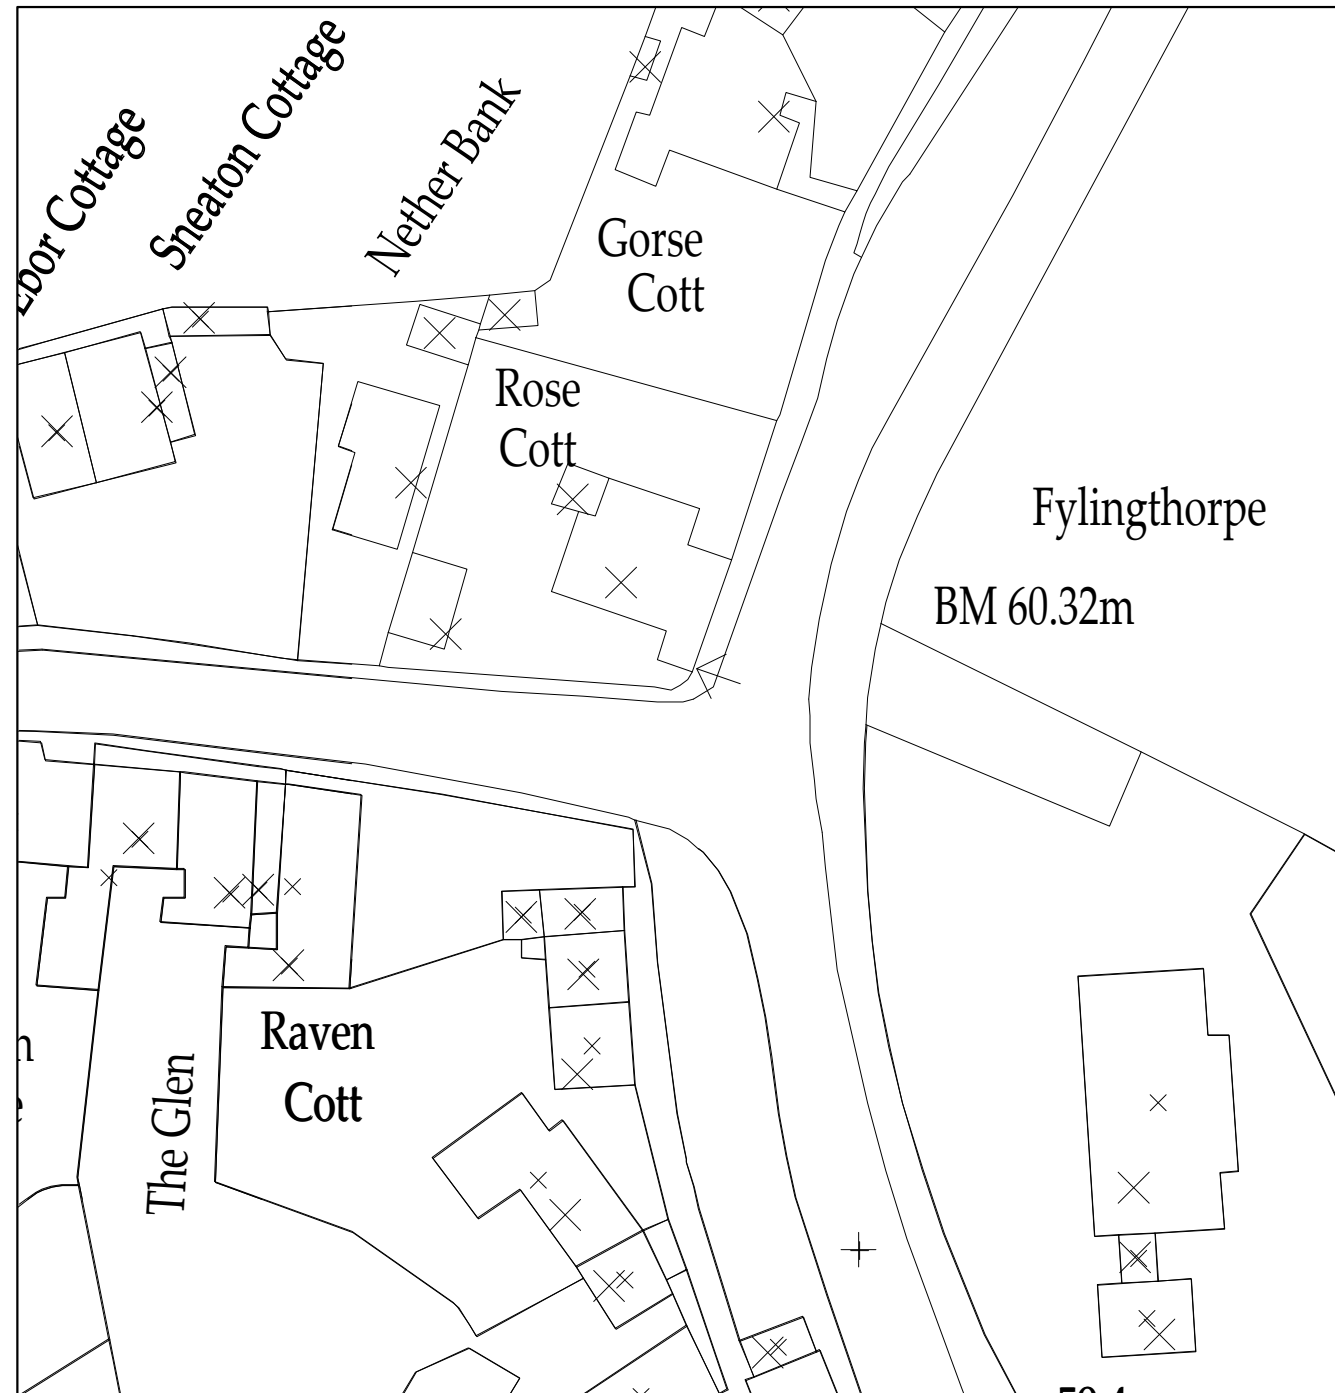 Ebor Cottage
Sneaton Cottage
Nether Bank
Gorse
Cott
Rose
Cott
Fylingthorpe
BM 60.32m
Raven
Cott
The Glen